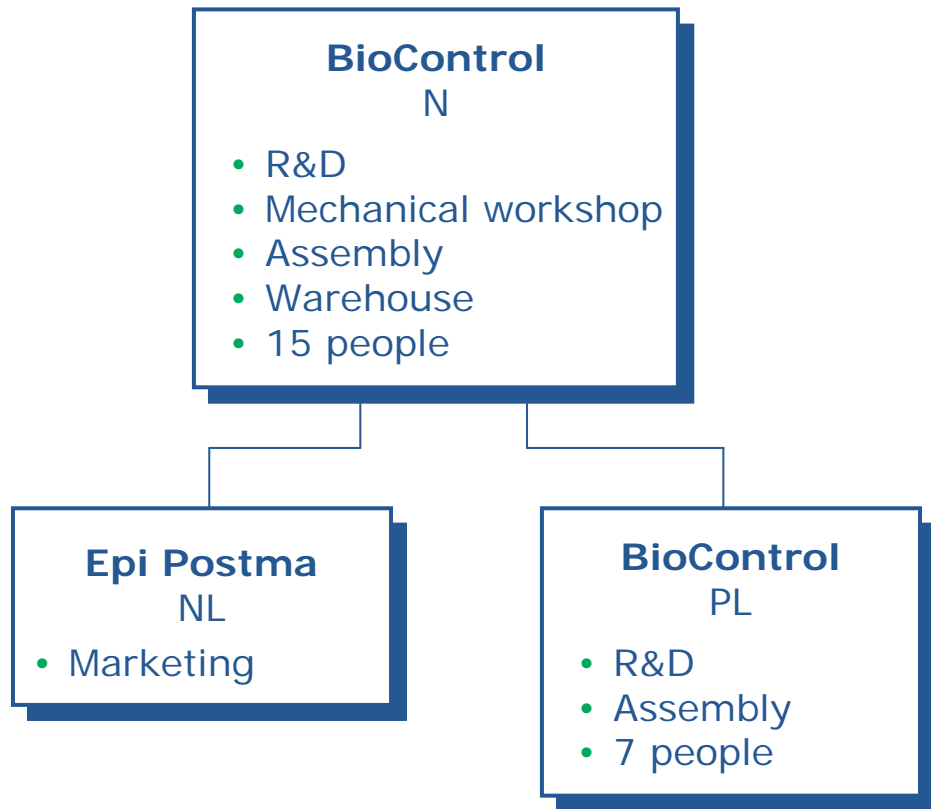 BioControl
N
• R&D
• Mechanical workshop
• Assembly
• Warehouse
• 15 people
Epi Postma
NL
• Marketing
BioControl
PL
• R&D
• Assembly
• 7 people